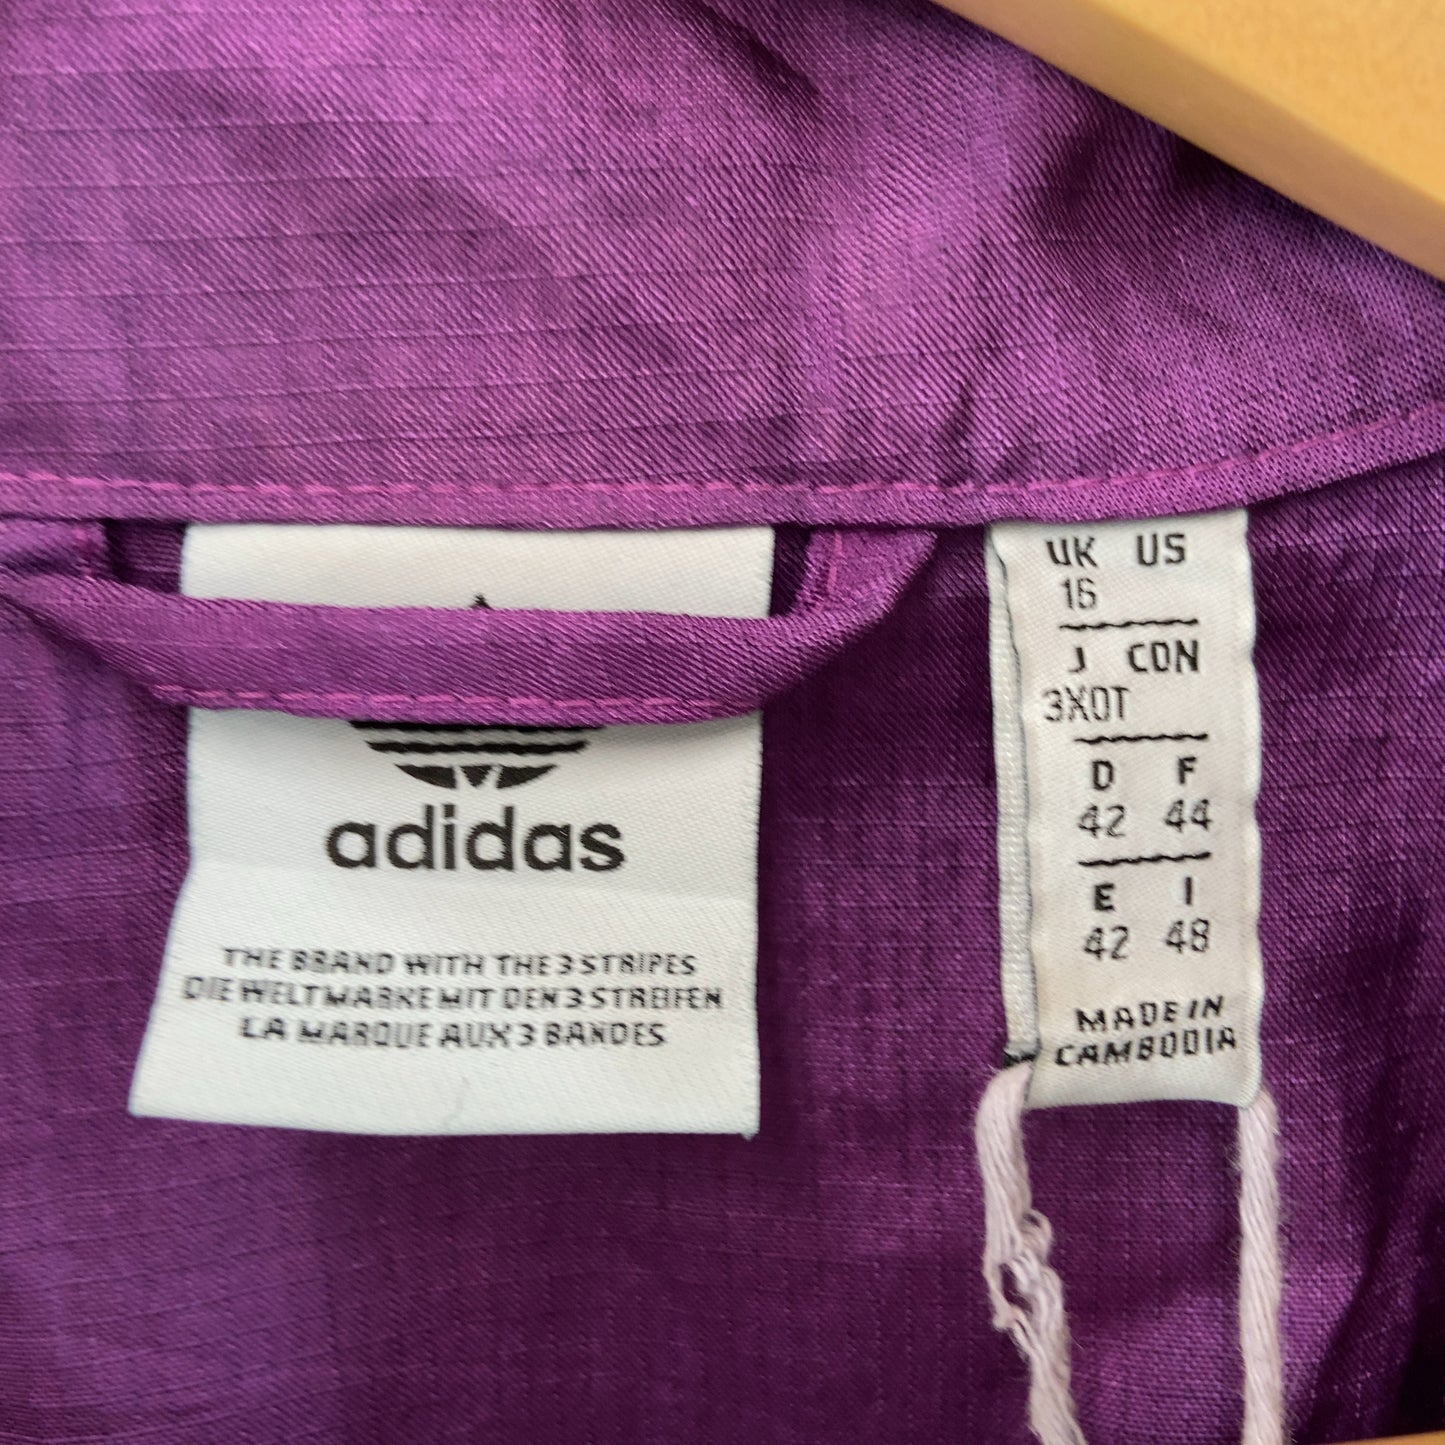 adidas
THE BRAND WITH THE 3 STRIPES
DIE WELTMARKE MIT DEN 3 STREIFEN
LA MARQUE AUX 3 BANDES
UK US
16
J CDN
3XOT
D F
42 44
E I
42 48
MADE IN
CAMBODIA